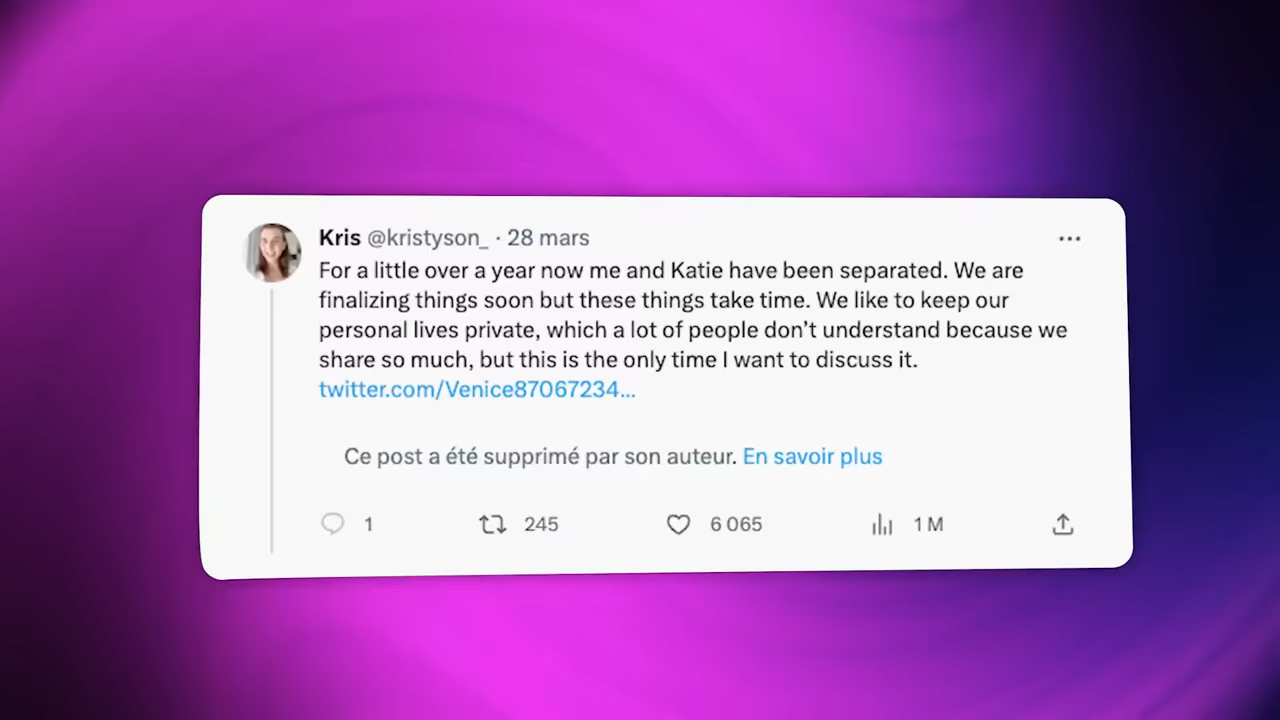 Kris @kristyson_ · 28 mars
For a little over a year now me and Katie have been separated. We are
finalizing things soon but these things take time. We like to keep our
personal lives private, which a lot of people don’t understand because we
share so much, but this is the only time I want to discuss it.
twitter.com/Venice87067234...
Ce post a été supprimé par son auteur. En savoir plus
1 245 6 065 1 M